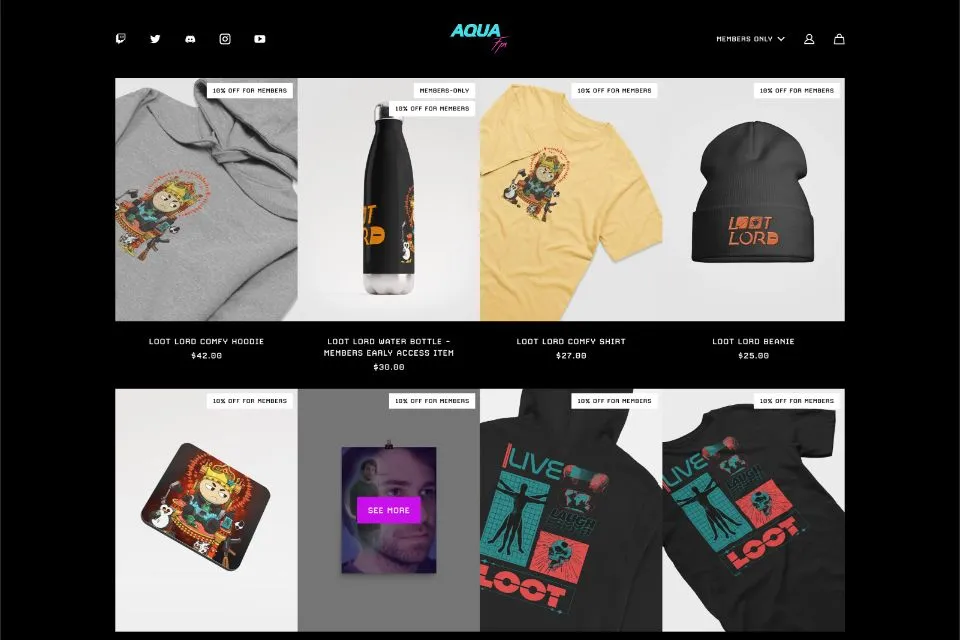 AQUA
Fps
MEMBERS ONLY
10% OFF FOR MEMBERS
MEMBERS-ONLY
10% OFF FOR MEMBERS
10% OFF FOR MEMBERS
10% OFF FOR MEMBERS
LOOT
LORD
LOOT
LORD
LOOT LORD COMFY HOODIE
$42.00
LOOT LORD WATER BOTTLE -
MEMBERS EARLY ACCESS ITEM
$30.00
LOOT LORD COMFY SHIRT
$27.00
LOOT LORD BEANIE
$25.00
10% OFF FOR MEMBERS
10% OFF FOR MEMBERS
10% OFF FOR MEMBERS
10% OFF FOR MEMBERS
SEE MORE
LIVE
LAUGH
LOOT
LIVE
LAUGH
LOOT